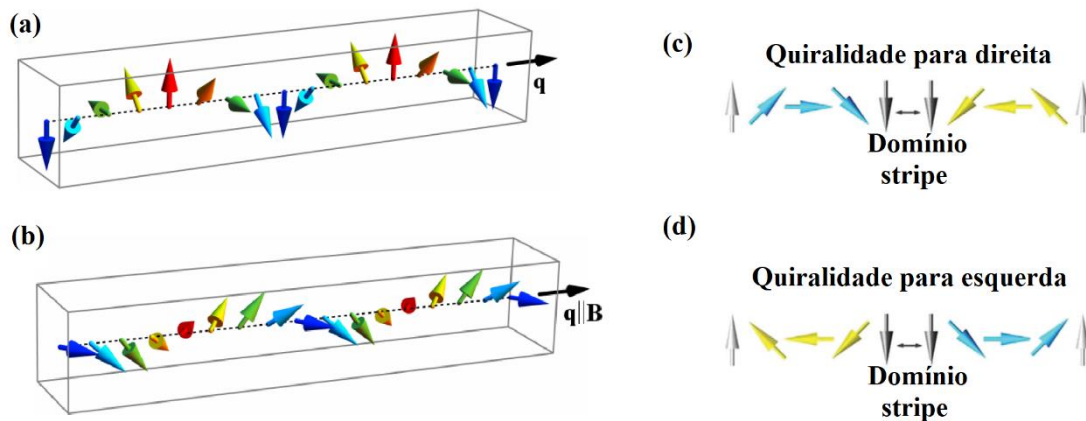 (a)
q
(b)
q||B
(c)
Quiralidade para direita
Domínio
stripe
(d)
Quiralidade para esquerda
Domínio
stripe